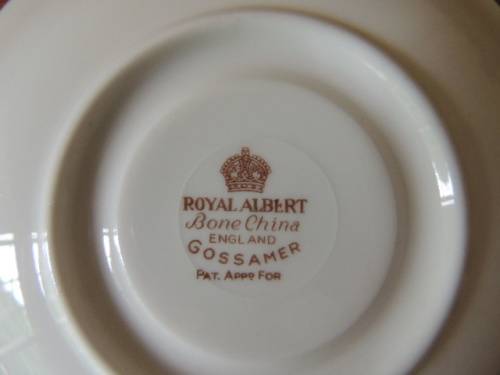 ROYAL ALBERT
Bone China
ENGLAND
GOSSAMER
PAT. APPD FOR